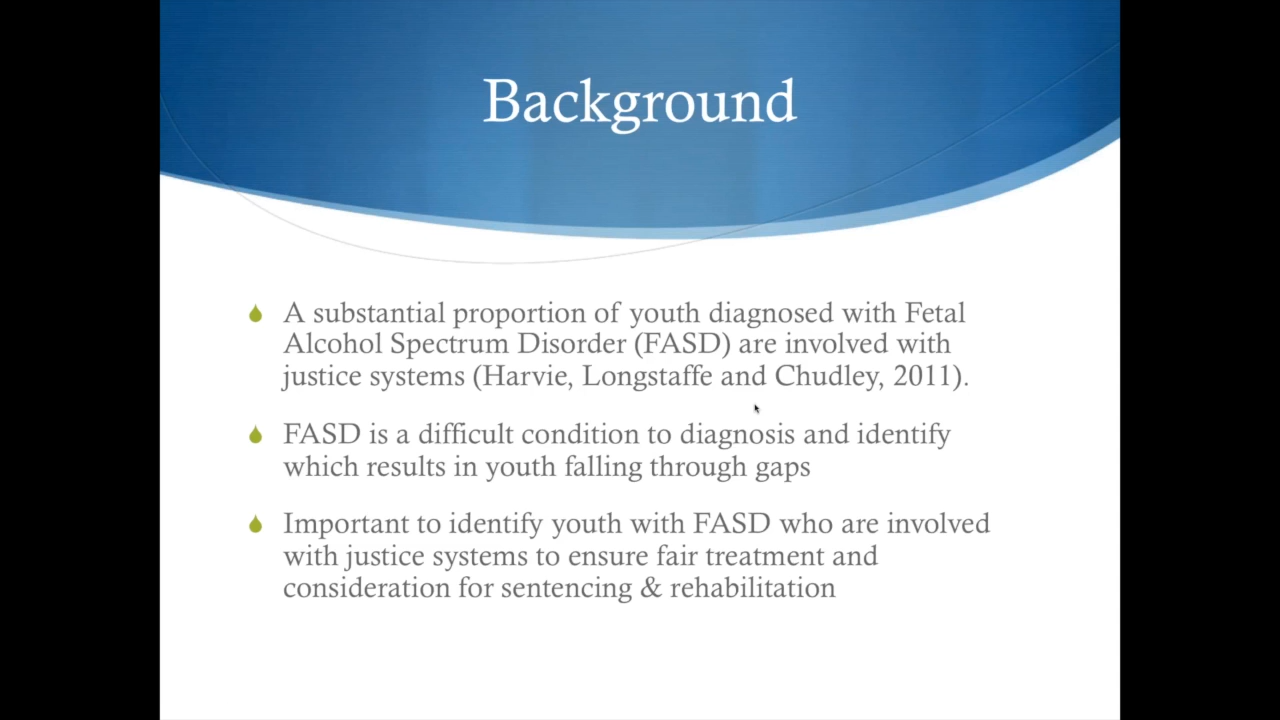 Background
A substantial proportion of youth diagnosed with Fetal
Alcohol Spectrum Disorder (FASD) are involved with
justice systems (Harvie, Longstaffe and Chudley, 2011).
FASD is a difficult condition to diagnosis and identify
which results in youth falling through gaps
Important to identify youth with FASD who are involved
with justice systems to ensure fair treatment and
consideration for sentencing & rehabilitation